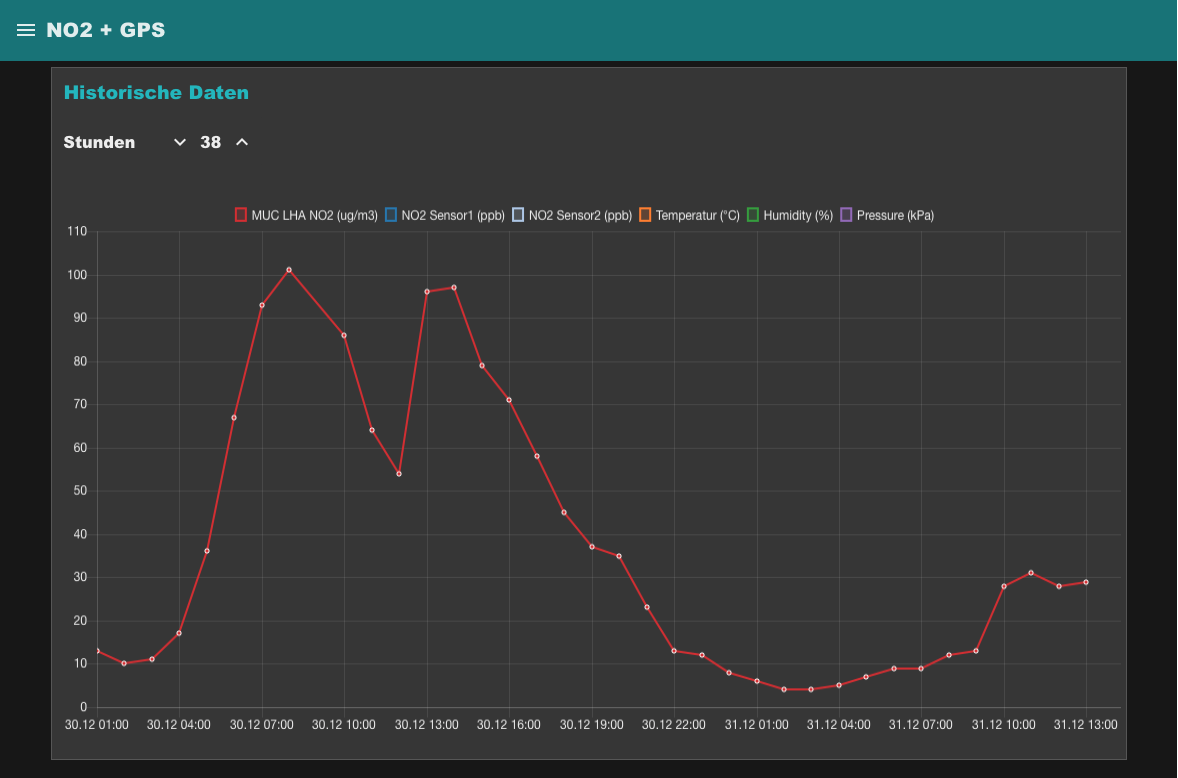 NO2 + GPS
Historische Daten
Stunden 38
MUC LHA NO2 (ug/m3) NO2 Sensor1 (ppb) NO2 Sensor2 (ppb) Temperatur (°C) Humidity (%) Pressure (kPa)
110
100
90
80
70
60
50
40
30
20
10
0
30.12 01:00 30.12 04:00 30.12 07:00 30.12 10:00 30.12 13:00 30.12 16:00 30.12 19:00 30.12 22:00 31.12 01:00 31.12 04:00 31.12 07:00 31.12 10:00 31.12 13:00